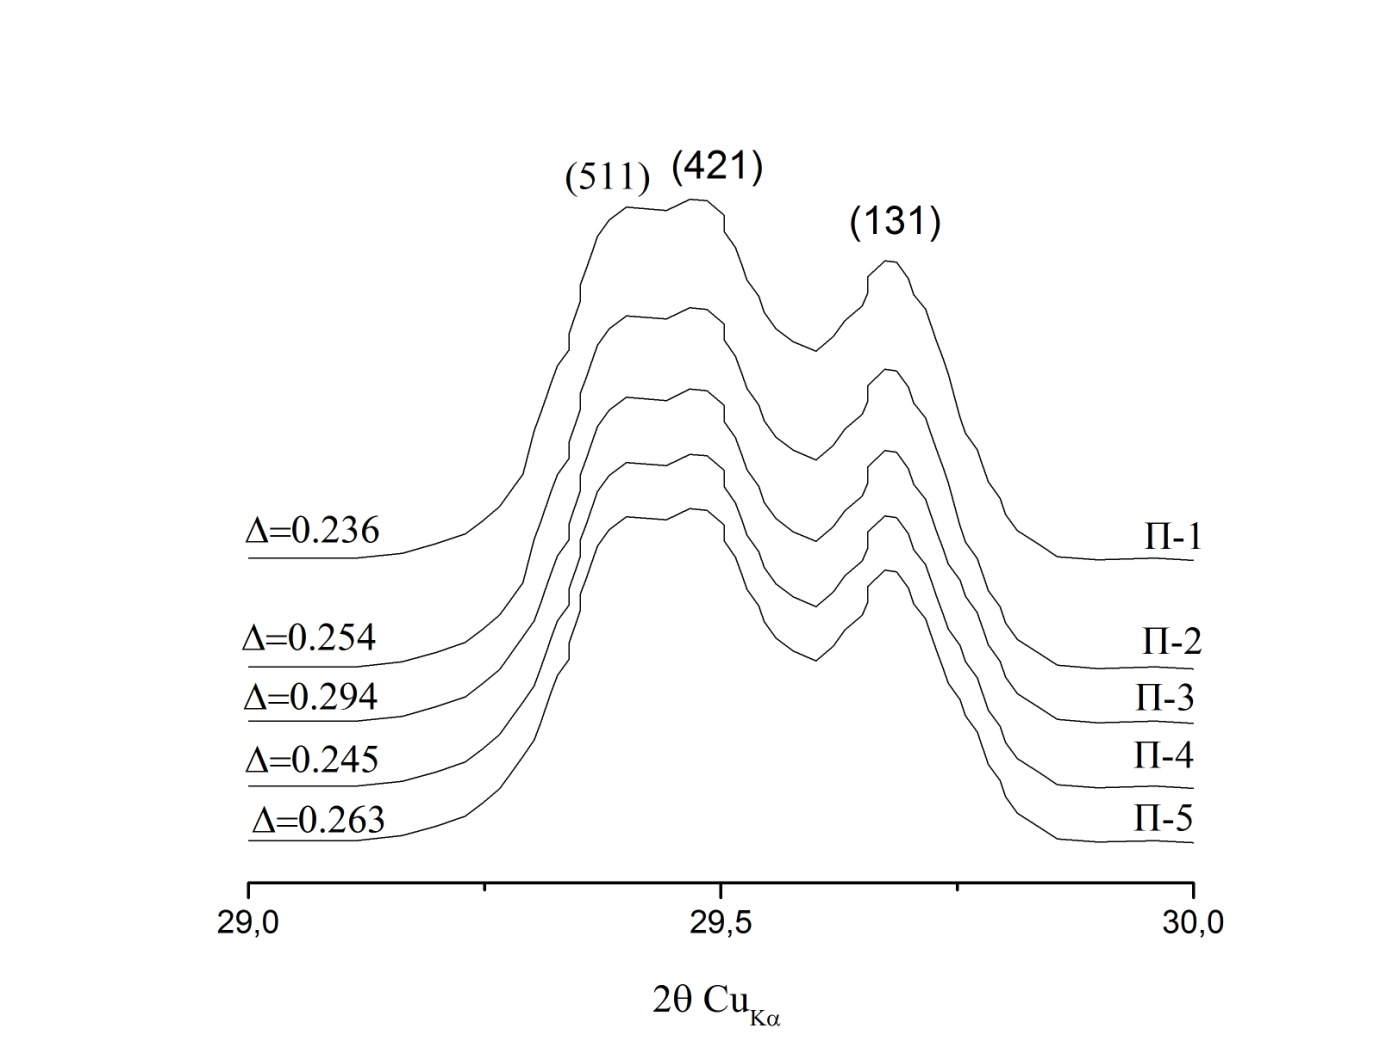 (511) (421)
(131)
Δ=0.236 П-1
Δ=0.254 П-2
Δ=0.294 П-3
Δ=0.245 П-4
Δ=0.263 П-5
29,0 29,5 30,0
2θ CuKα